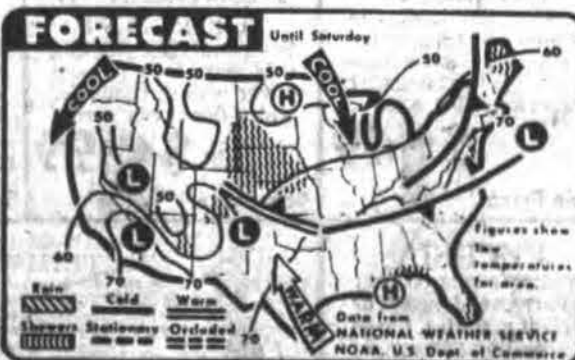 FORECAST Until Saturday
COOL 50 50 50 COOL 50 60
H
50 70
L
L
50
L L
60
70 70
Figures show
low
temperatures
for area.
Rain Cold Warm
Showers Stationary Occluded
70 WARM
H
Data from
NATIONAL WEATHER SERVICE
NOAA, U.S. Dept. of Commerce